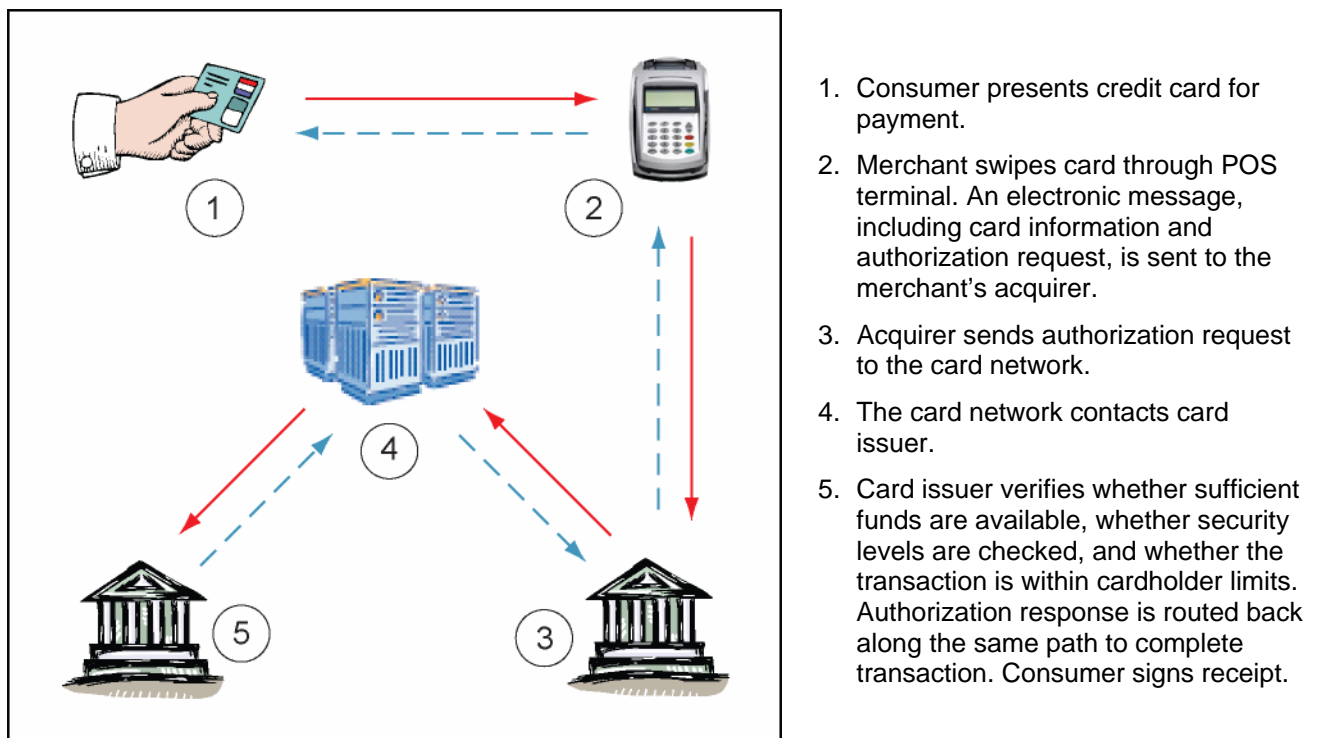 1
2
4
5
3
1. Consumer presents credit card for
payment.
2. Merchant swipes card through POS
terminal. An electronic message,
including card information and
authorization request, is sent to the
merchant's acquirer.
3. Acquirer sends authorization request
to the card network.
4. The card network contacts card
issuer.
5. Card issuer verifies whether sufficient
funds are available, whether security
levels are checked, and whether the
transaction is within cardholder limits.
Authorization response is routed back
along the same path to complete
transaction. Consumer signs receipt.